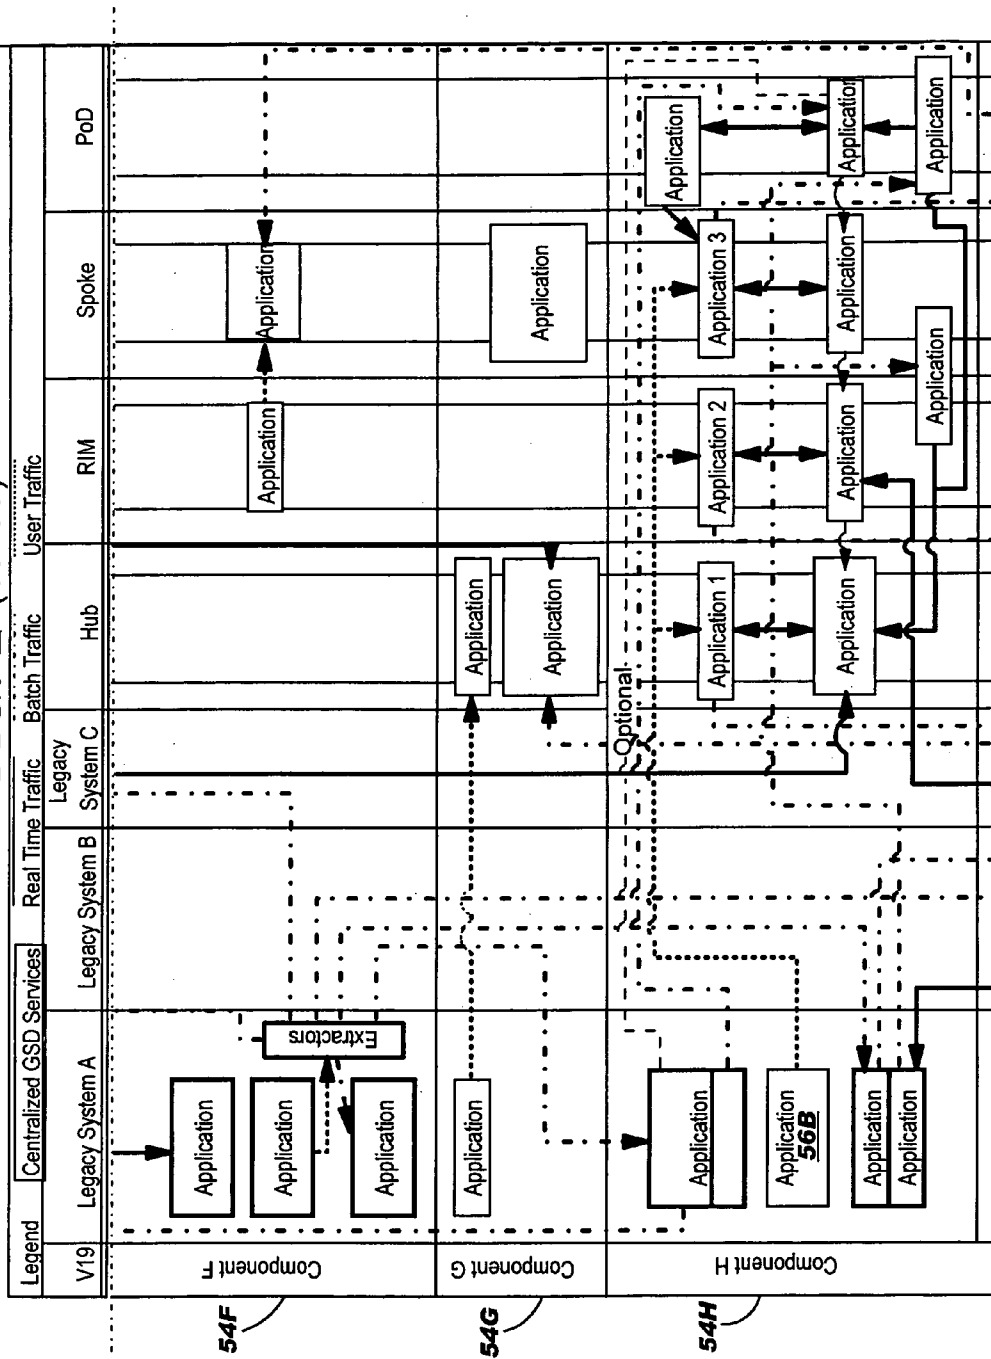 Legend
Centralized GSD Services
Real Time Traffic
Batch Traffic
User Traffic
V19
Legacy System A
Legacy System B
Legacy
System C
Hub
RIM
Spoke
PoD
54F
Component F
Application
Application
Application
Extractors
Application
Application
54G
Component G
Application
Application
Application
Application
54H
Component H
Optional
Application
Application
Application 1
Application 2
Application 3
Application
56B
Application
Application
Application
Application
Application
Application
Application
Application